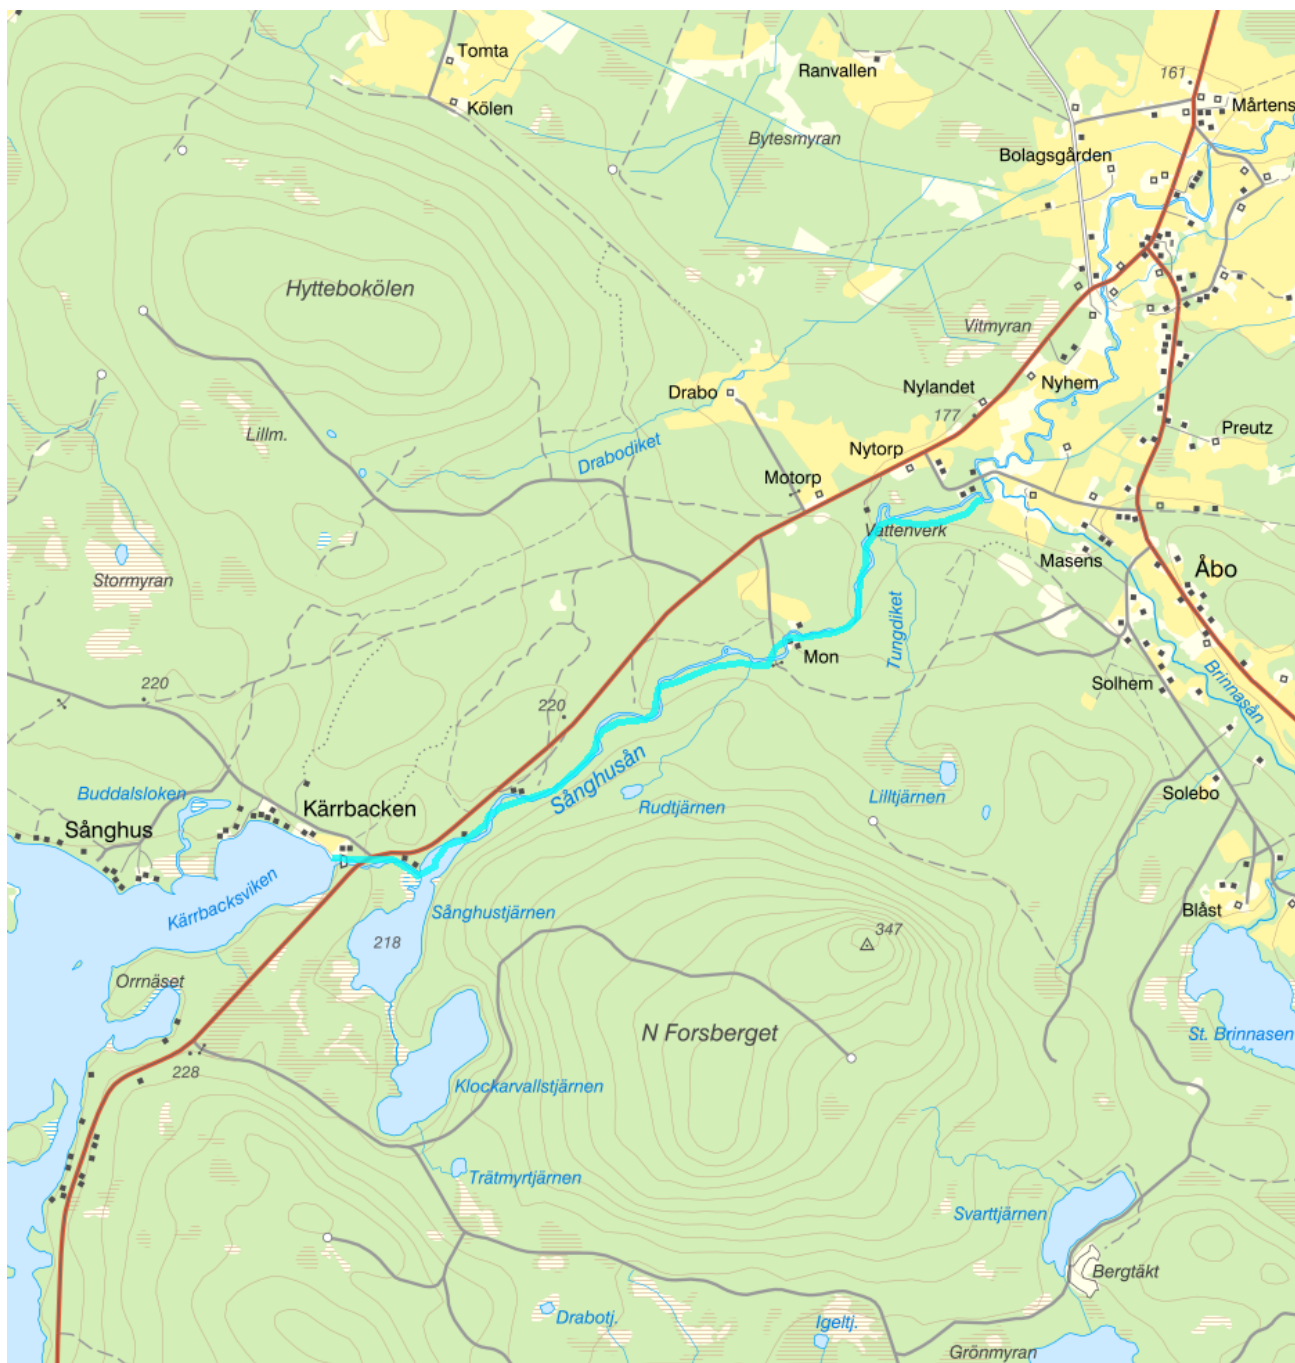 Tomta
Ranvallen
161
Kölen
Mårtens
Bytesmyran
Bolagsgården
Hyttebokölen
Vitmyran
Nylandet
Nyhem
Drabo
177
Preutz
Lillm.
Drabodiket
Nytorp
Motorp
Vattenverk
Masens
Åbo
Stormyran
Tungdiket
Mon
Solhem
Brinnasån
220
220
Sånghusån
Buddalsloken
Kärrbacken
Rudtjärnen
Lilltjärnen
Solebo
Sånghus
Kärrbacksviken
Sånghustjärnen
Blåst
218
347
Orrnäset
N Forsberget
St. Brinnasen
228
Klockarvallstjärnen
Trätmyrtjärnen
Svarttjärnen
Bergtäkt
Drabotj.
Igeltj.
Grönmyran